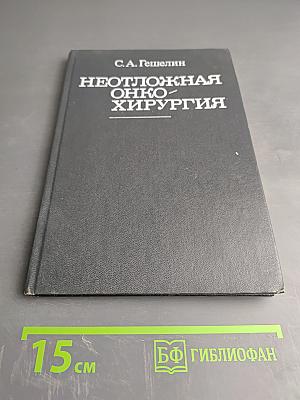 С.А. Гешелин
НЕОТЛОЖНАЯ
ОНКО-
ХИРУРГИЯ
15 см
БФ ГИБЛИОФАН